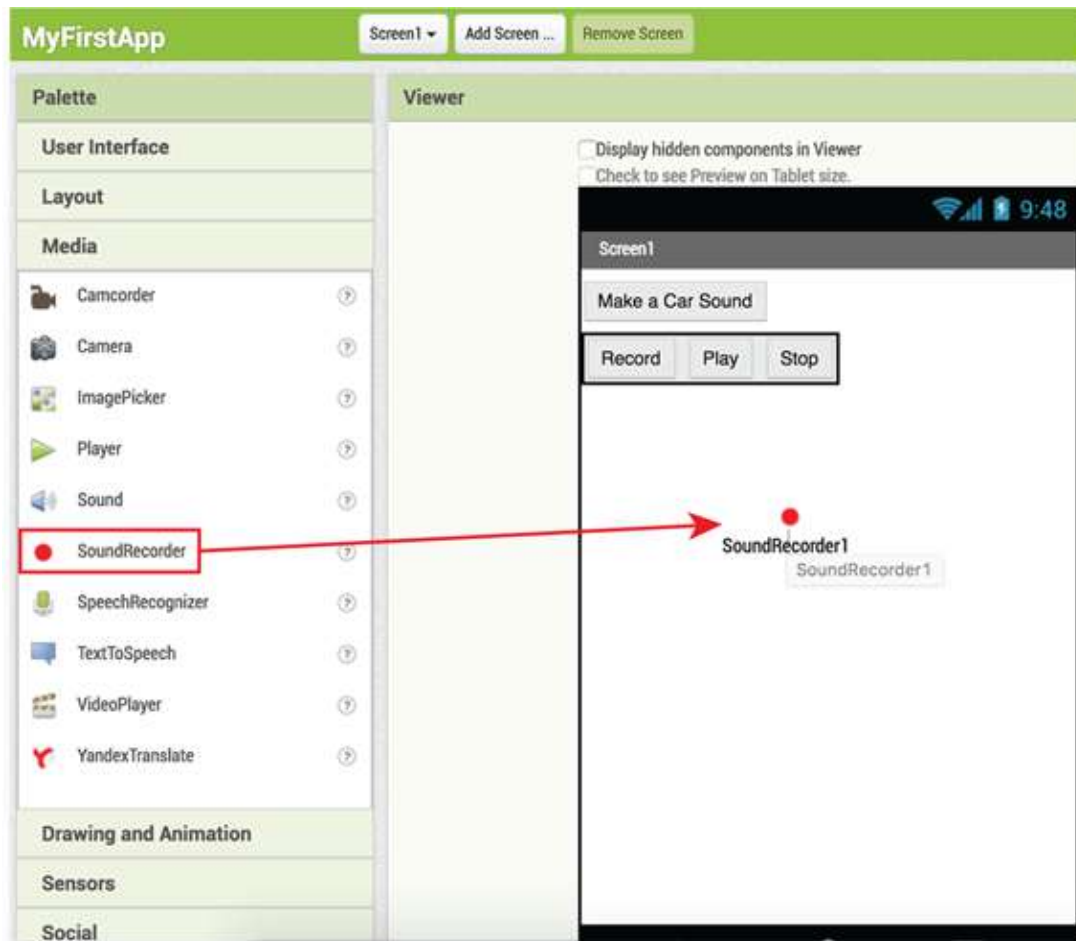 MyFirstApp
Screen1
Add Screen ...
Remove Screen
Palette
User Interface
Layout
Media
Camcorder
Camera
ImagePicker
Player
Sound
SoundRecorder
SpeechRecognizer
TextToSpeech
VideoPlayer
YandexTranslate
Drawing and Animation
Sensors
Social
Viewer
Display hidden components in Viewer
Check to see Preview on Tablet size.
9:48
Screen1
Make a Car Sound
Record Play Stop
SoundRecorder1
SoundRecorder1